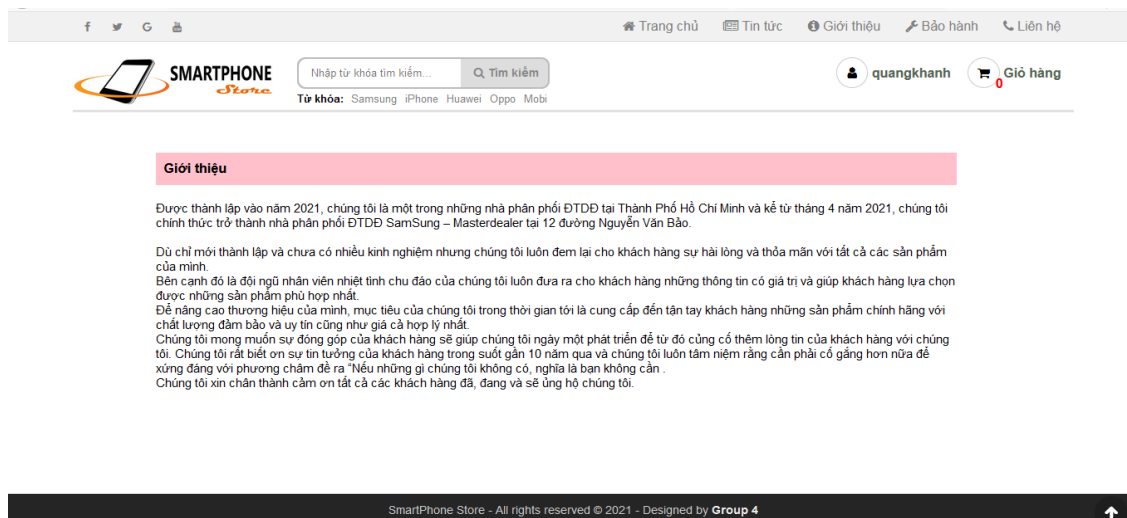 Trang chủ Tin tức Giới thiệu Bảo hành Liên hệ
SMARTPHONE
Store
Nhập từ khóa tìm kiếm... Tìm kiếm
Từ khóa: Samsung iPhone Huawei Oppo Mobi
quangkhanh
0
Giỏ hàng
Giới thiệu
Được thành lập vào năm 2021, chúng tôi là một trong những nhà phân phối ĐTDĐ tại Thành Phố Hồ Chí Minh và kể từ tháng 4 năm 2021, chúng tôi
chính thức trở thành nhà phân phối ĐTDĐ SamSung – Masterdealer tại 12 đường Nguyễn Văn Bảo.
Dù chỉ mới thành lập và chưa có nhiều kinh nghiệm nhưng chúng tôi luôn đem lại cho khách hàng sự hài lòng và thỏa mãn với tất cả các sản phẩm
của mình.
Bên cạnh đó là đội ngũ nhân viên nhiệt tình chu đáo của chúng tôi luôn đưa ra cho khách hàng những thông tin có giá trị và giúp khách hàng lựa chọn
được những sản phẩm phù hợp nhất.
Để nâng cao thương hiệu của mình, mục tiêu của chúng tôi trong thời gian tới là cung cấp đến tận tay khách hàng những sản phẩm chính hãng với
chất lượng đảm bảo và uy tín cũng như giá cả hợp lý nhất.
Chúng tôi mong muốn sự đóng góp của khách hàng sẽ giúp chúng tôi ngày một phát triển để từ đó củng cố thêm lòng tin của khách hàng với chúng
tôi. Chúng tôi rất biết ơn sự tin tưởng của khách hàng trong suốt gần 10 năm qua và chúng tôi luôn tâm niệm rằng cần phải cố gắng hơn nữa để
xứng đáng với phương châm đề ra “Nếu những gì chúng tôi không có, nghĩa là bạn không cần .
Chúng tôi xin chân thành cảm ơn tất cả các khách hàng đã, đang và sẽ ủng hộ chúng tôi.
SmartPhone Store - All rights reserved © 2021 - Designed by Group 4